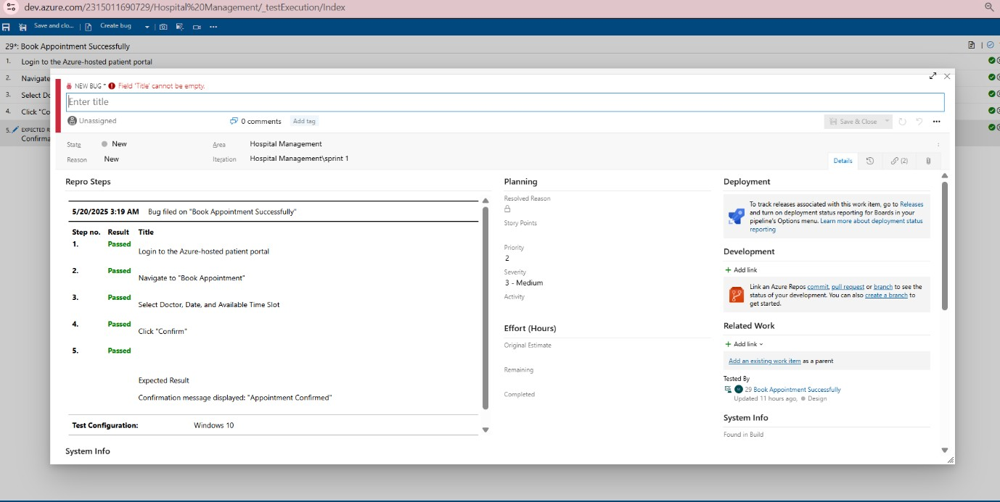 dev.azure.com/2315011690729/Hospital%20Management/_testExecution/Index
Save and clo... Create bug
29*: Book Appointment Successfully
1. Login to the Azure-hosted patient portal
2. Navigate
3. Select Do
4. Click "Co
5. EXPECTED R
Confirma
NEW BUG * Field 'Title' cannot be empty.
Enter title
Unassigned 0 comments Add tag Save & Close
State New Area Hospital Management
Reason New Iteration Hospital Management\sprint 1
Details (2)
Repro Steps
5/20/2025 3:19 AM Bug filed on "Book Appointment Successfully"
Step no. Result Title
1. Passed
Login to the Azure-hosted patient portal
2. Passed
Navigate to "Book Appointment"
3. Passed
Select Doctor, Date, and Available Time Slot
4. Passed
Click "Confirm"
5. Passed
Expected Result
Confirmation message displayed: "Appointment Confirmed"
Test Configuration: Windows 10
System Info
Planning
Resolved Reason
Story Points
Priority
2
Severity
3 - Medium
Activity
Effort (Hours)
Original Estimate
Remaining
Completed
Deployment
To track releases associated with this work item, go to Releases
and turn on deployment status reporting for Boards in your
pipeline's Options menu. Learn more about deployment status
reporting
Development
+ Add link
Link an Azure Repos commit, pull request or branch to see the
status of your development. You can also create a branch to
get started.
Related Work
+ Add link
Add an existing work item as a parent
Tested By
29 Book Appointment Successfully
Updated 11 hours ago, Design
System Info
Found in Build